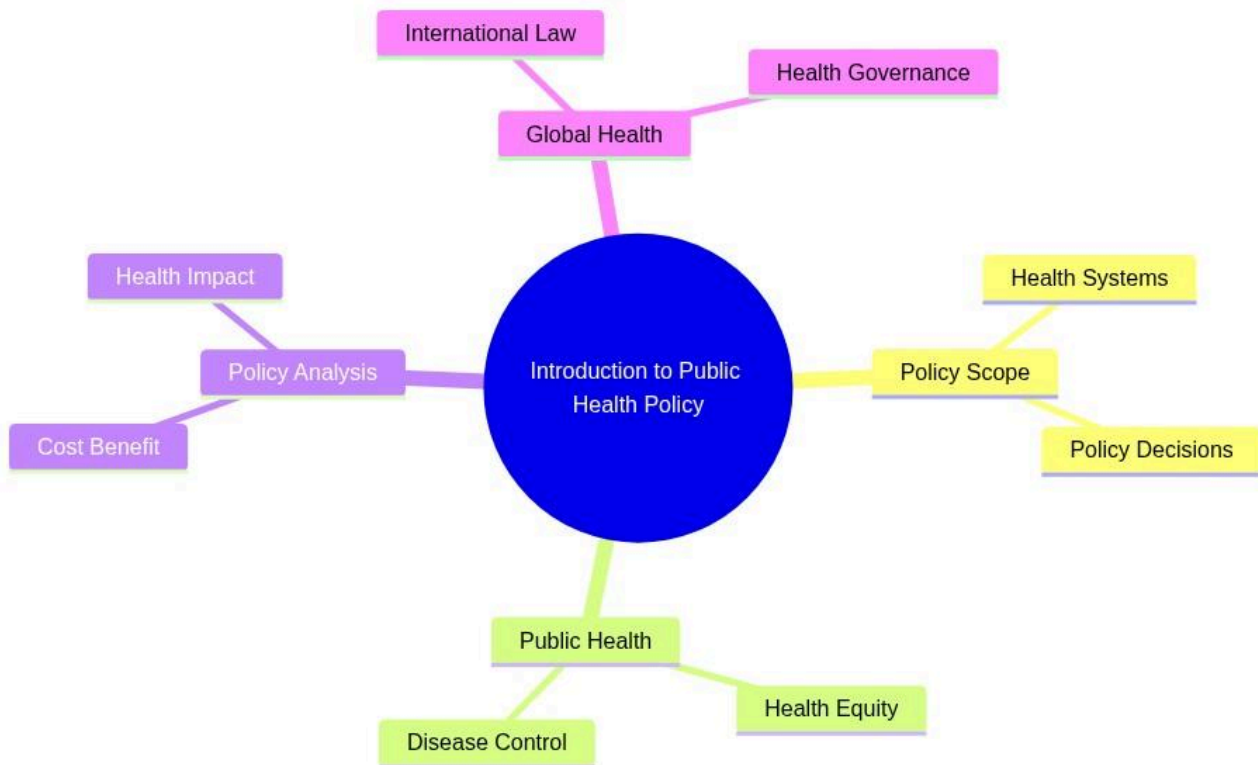 International Law
Health Governance
Global Health
Health Impact
Health Systems
Policy Analysis
Introduction to Public
Health Policy
Policy Scope
Cost Benefit
Policy Decisions
Public Health
Health Equity
Disease Control